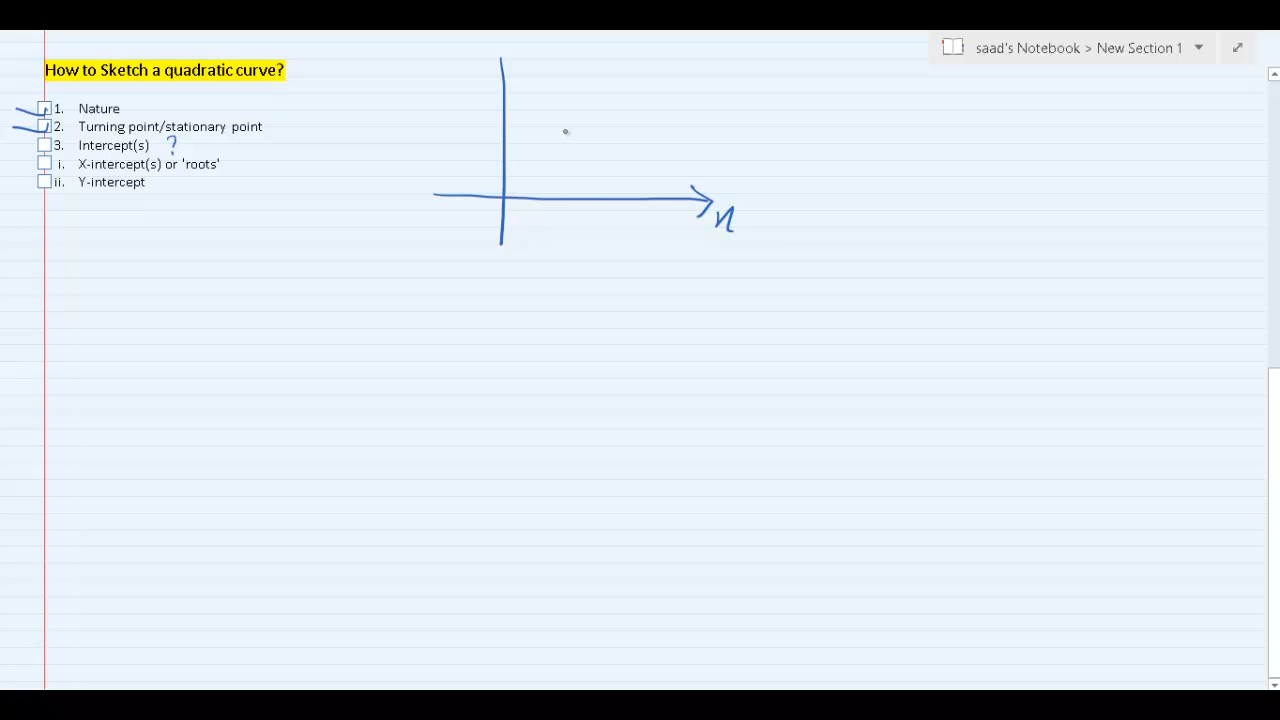 saad's Notebook > New Section 1
How to Sketch a quadratic curve?
1. Nature
2. Turning point/stationary point
3. Intercept(s) ?
i. X-intercept(s) or 'roots'
ii. Y-intercept
x